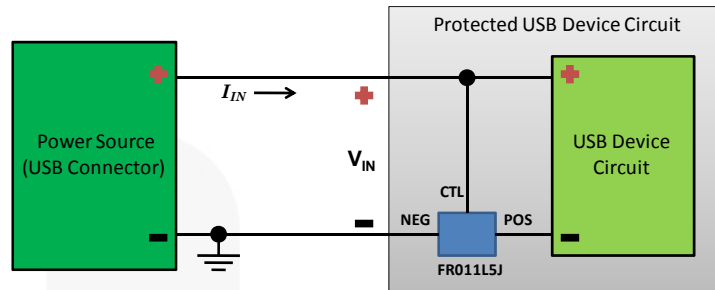 Protected USB Device Circuit
I_IN
Power Source
(USB Connector)
V_IN
USB Device
Circuit
CTL
NEG
POS
FR011L5J